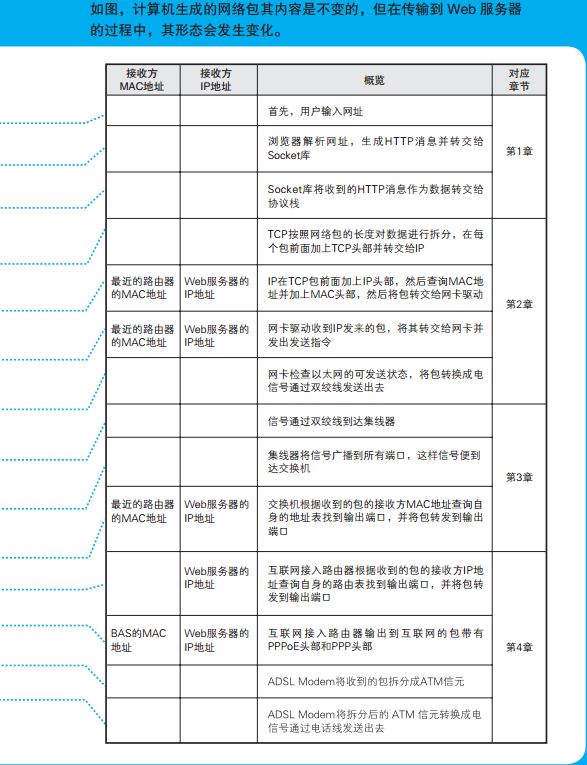 如图，计算机生成的网络包其内容是不变的，但在传输到 Web 服务器
的过程中，其形态会发生变化。
接收方
MAC地址
接收方
IP地址
概览
对应
章节
首先，用户输入网址
浏览器解析网址，生成HTTP消息并转交给
Socket库
第1章
Socket库将收到的HTTP消息作为数据转交给
协议栈
TCP按照网络包的长度对数据进行拆分，在每
个包前面加上TCP头部并转交给IP
最近的路由器
的MAC地址
Web服务器的
IP地址
IP在TCP包前面加上IP头部，然后查询MAC地
址并加上MAC头部，然后将包转交给网卡驱动
第2章
最近的路由器
的MAC地址
Web服务器的
IP地址
网卡驱动收到IP发来的包，将其转交给网卡并
发出发送指令
网卡检查以太网的可发送状态，将包转换成电
信号通过双绞线发送出去
信号通过双绞线到达集线器
集线器将信号广播到所有端口，这样信号便到
达交换机
第3章
最近的路由器
的MAC地址
Web服务器的
IP地址
交换机根据收到的包的接收方MAC地址查询自
身的地址表找到输出端口，并将包转发到输出
端口
Web服务器的
IP地址
互联网接入路由器根据收到的包的接收方IP地
址查询自身的路由表找到输出端口，并将包转
发到输出端口
BAS的MAC
地址
Web服务器的
IP地址
互联网接入路由器输出到互联网的包带有
PPPoE头部和PPP头部
第4章
ADSL Modem将收到的包拆分成ATM信元
ADSL Modem将拆分后的 ATM 信元转换成电
信号通过电话线发送出去